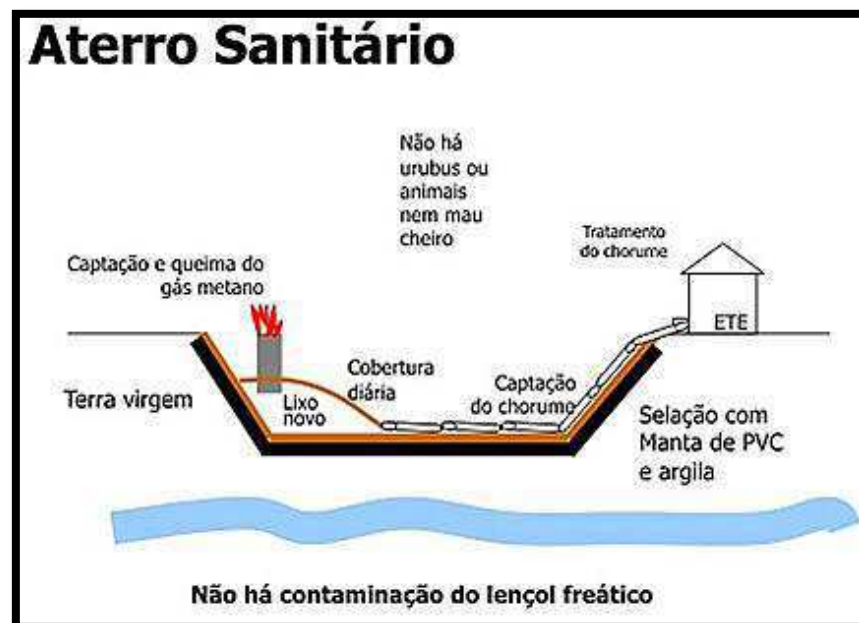 Aterro Sanitário
Não há
urubus ou
animais
nem mau
cheiro
Tratamento
do chorume
Captação e queima do
gás metano
ETE
Cobertura
diária
Captação
do chorume
Terra virgem
Lixo
novo
Selação com
Manta de PVC
e argila
Não há contaminação do lençol freático